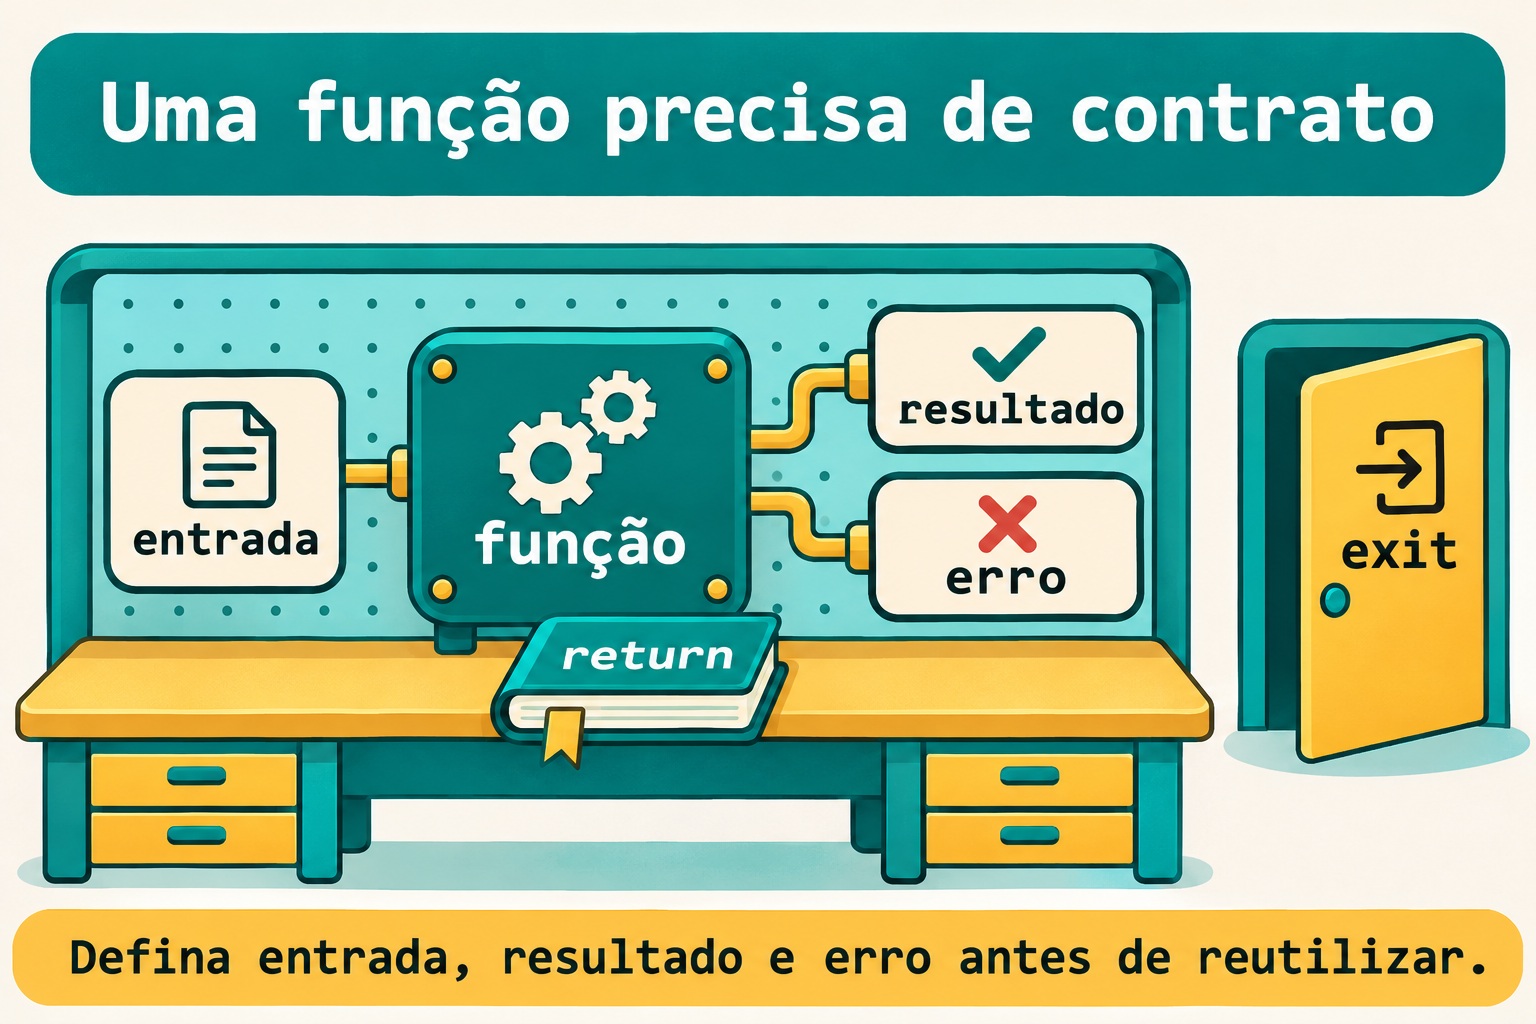 Uma função precisa de contrato
entrada
função
resultado
erro
return
exit
Defina entrada, resultado e erro antes de reutilizar.